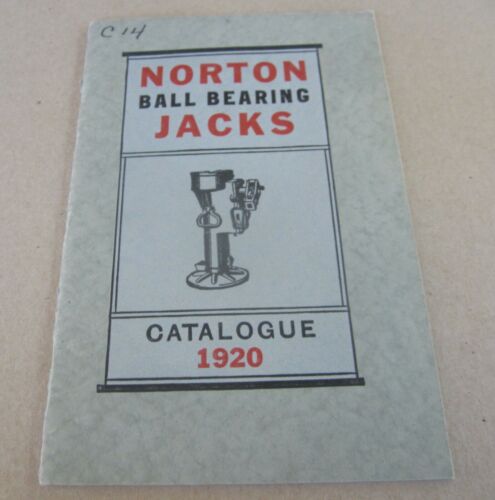 C 14
NORTON
BALL BEARING
JACKS
CATALOGUE
1920